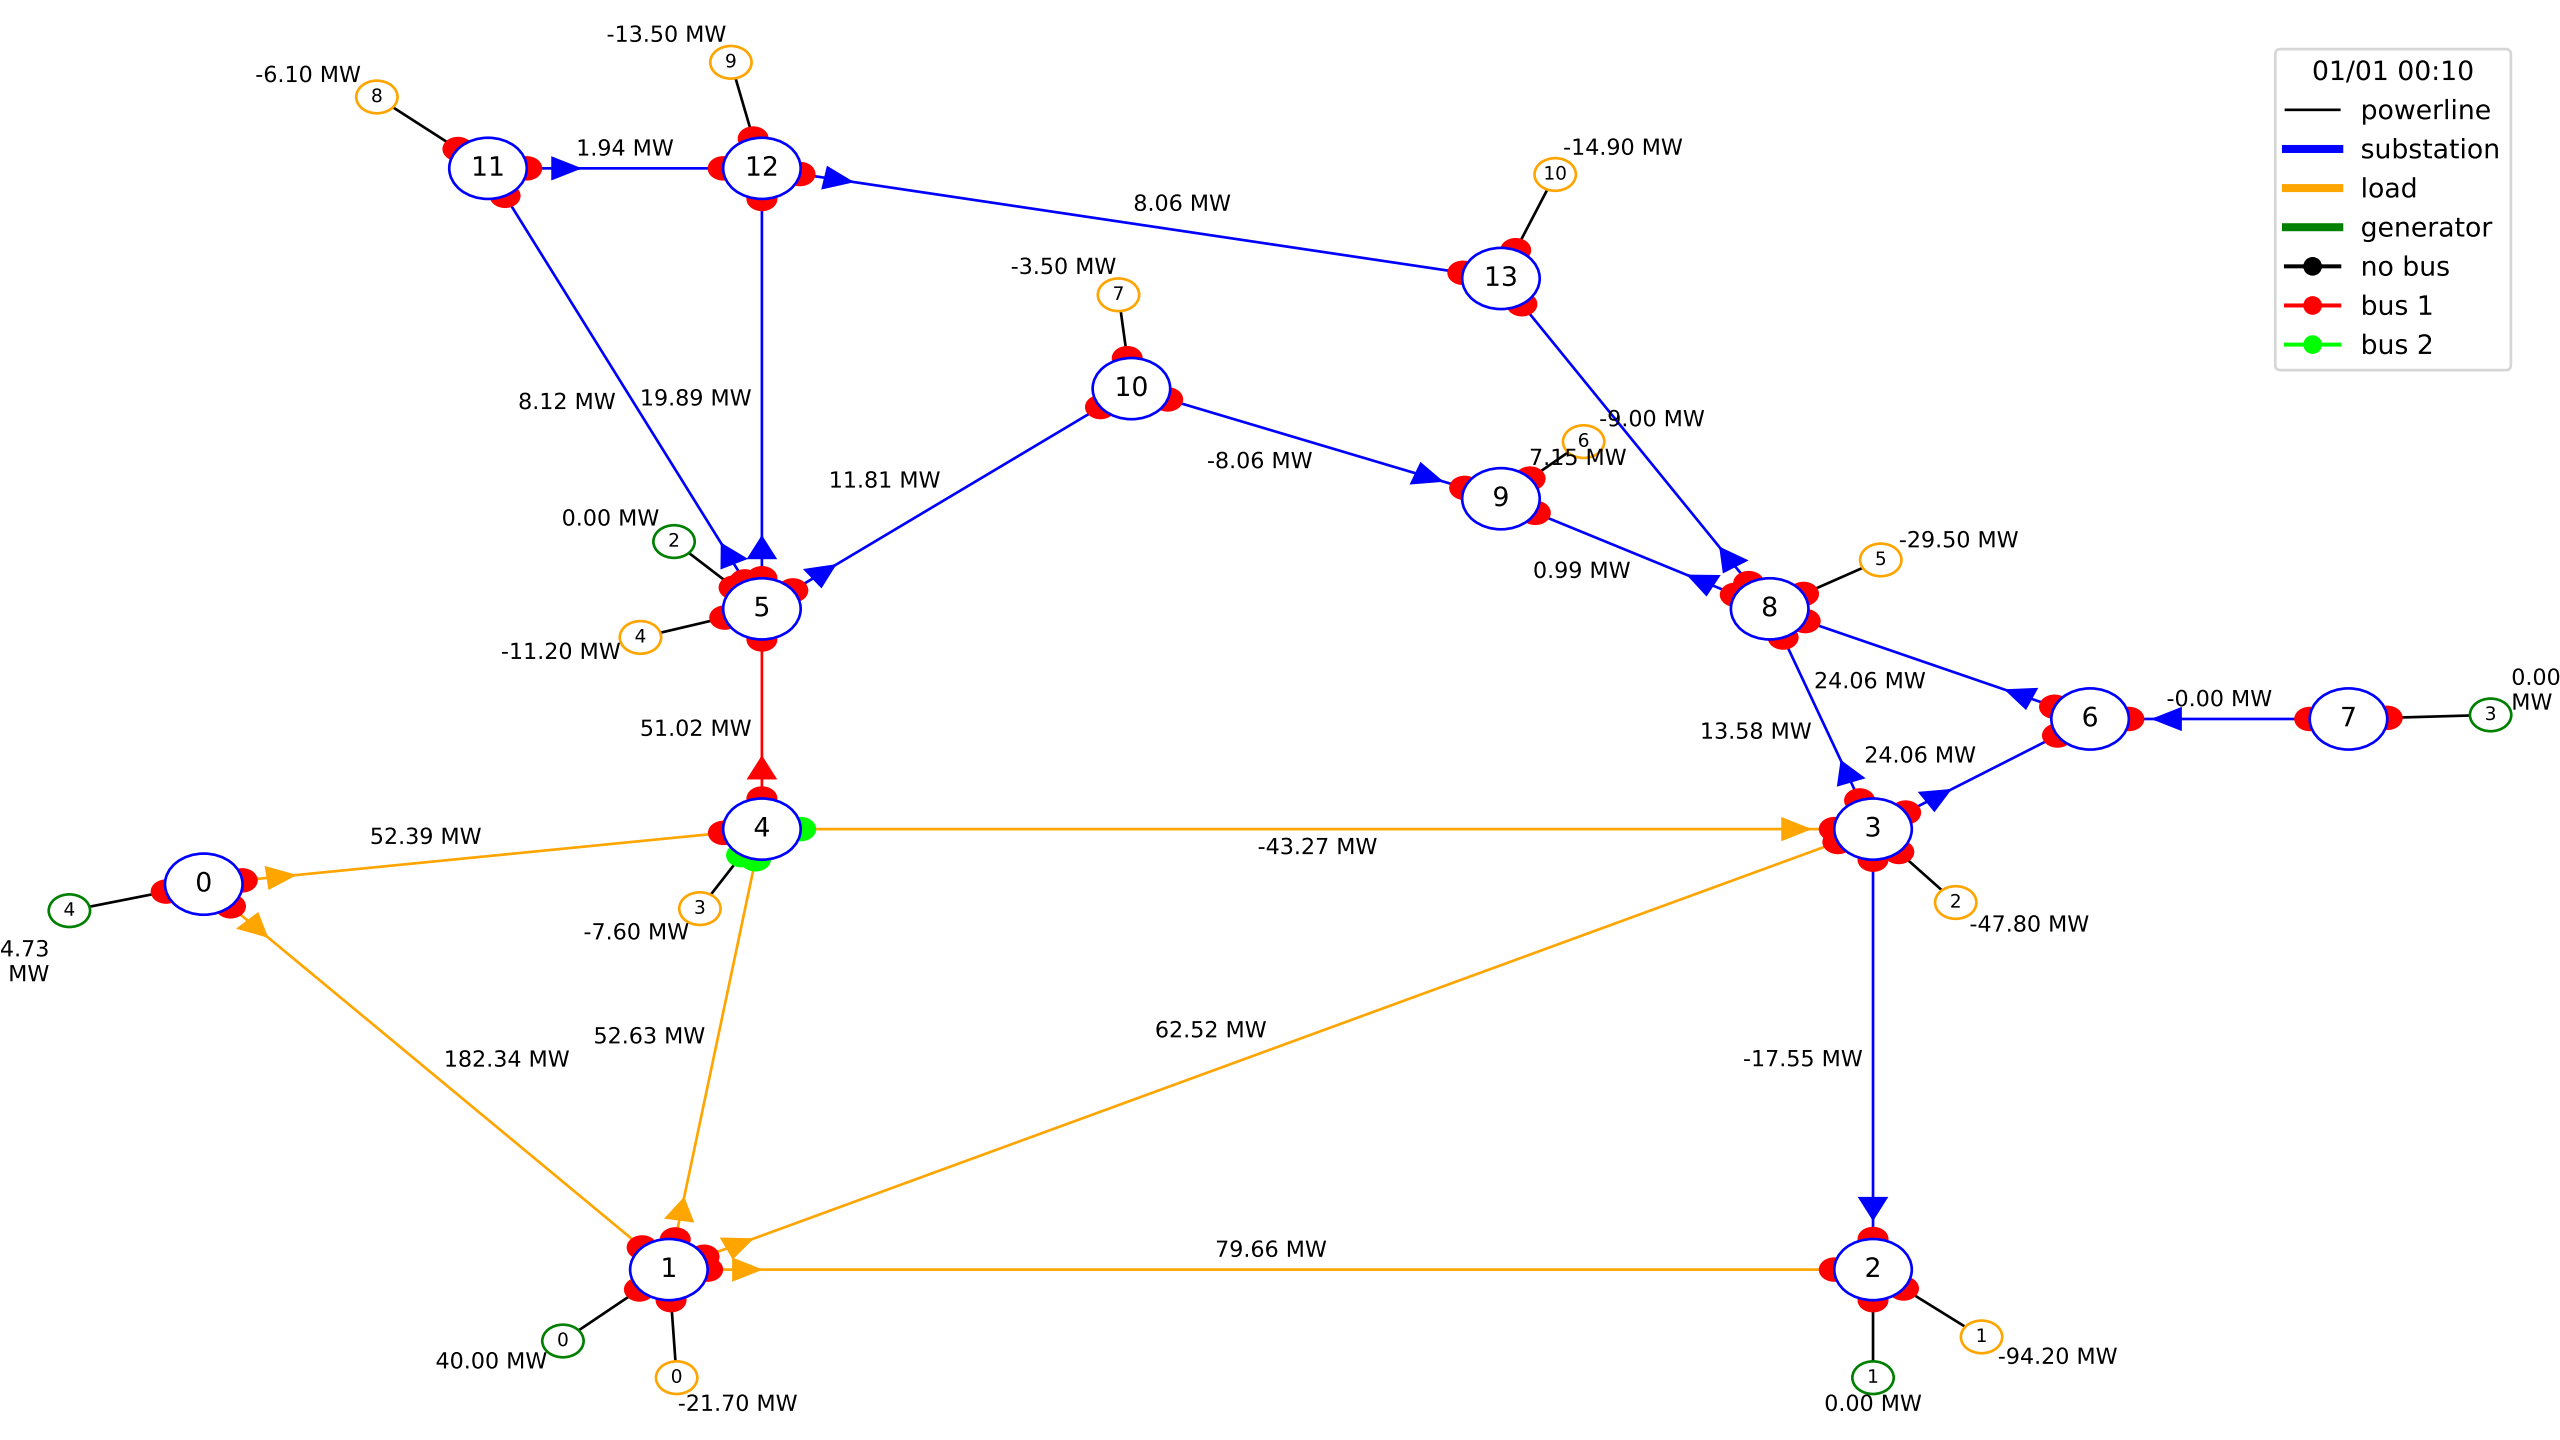 -13.50 MW
9
-6.10 MW
8
01/01 00:10
powerline
substation
load
generator
no bus
bus 1
bus 2
11
1.94 MW
12
-14.90 MW
10
8.06 MW
13
-3.50 MW
7
10
8.12 MW
19.89 MW
-9.00 MW
6
7.15 MW
-8.06 MW
11.81 MW
9
0.00 MW
2
-29.50 MW
5
0.99 MW
5
8
4
-11.20 MW
24.06 MW
0.00
MW
-0.00 MW
3
6
7
51.02 MW
13.58 MW
24.06 MW
52.39 MW
4
3
-43.27 MW
0
4
3
-7.60 MW
2
-47.80 MW
4.73
MW
52.63 MW
62.52 MW
182.34 MW
-17.55 MW
79.66 MW
1
2
0
40.00 MW
0
-21.70 MW
1
-94.20 MW
1
0.00 MW